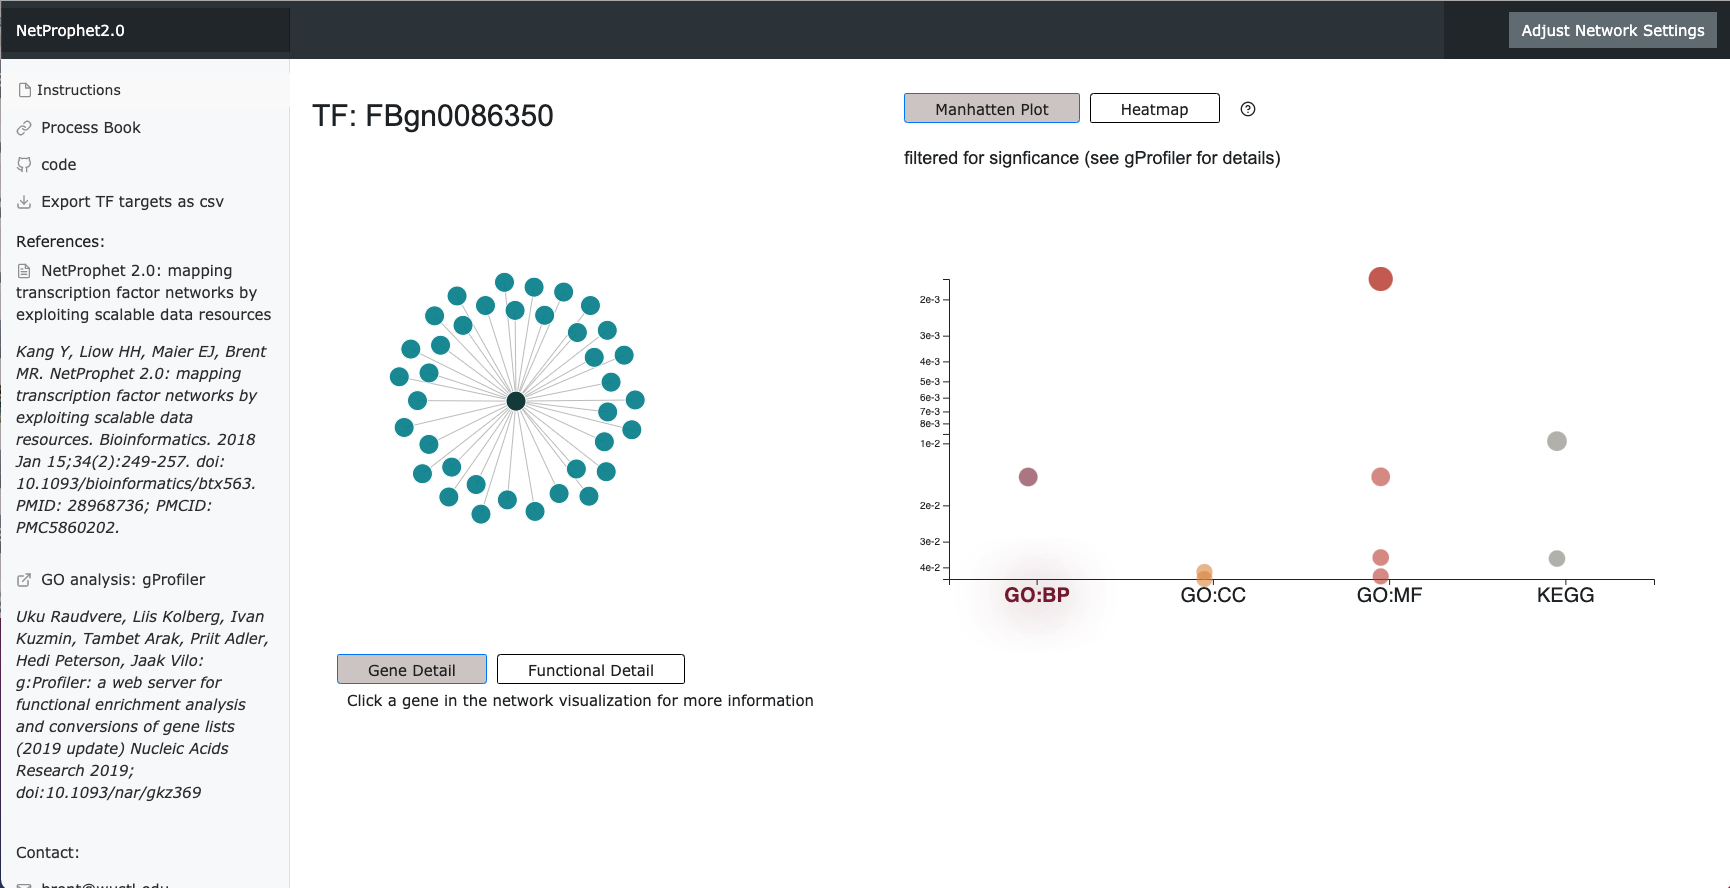 NetProphet2.0
Adjust Network Settings
Instructions
Process Book
code
Export TF targets as csv
References:
NetProphet 2.0: mapping
transcription factor networks by
exploiting scalable data resources
Kang Y, Liow HH, Maier EJ, Brent
MR. NetProphet 2.0: mapping
transcription factor networks by
exploiting scalable data
resources. Bioinformatics. 2018
Jan 15;34(2):249-257. doi:
10.1093/bioinformatics/btx563.
PMID: 28968736; PMCID:
PMC5860202.
GO analysis: gProfiler
Uku Raudvere, Liis Kolberg, Ivan
Kuzmin, Tambet Arak, Priit Adler,
Hedi Peterson, Jaak Vilo:
g:Profiler: a web server for
functional enrichment analysis
and conversions of gene lists
(2019 update) Nucleic Acids
Research 2019;
doi:10.1093/nar/gkz369
Contact:
brent@wustl.edu
TF: FBgn0086350
Gene Detail
Functional Detail
Click a gene in the network visualization for more information
Manhatten Plot
Heatmap
filtered for signficance (see gProfiler for details)
2e-3
3e-3
4e-3
5e-3
6e-3
7e-3
8e-3
1e-2
2e-2
3e-2
4e-2
GO:BP
GO:CC
GO:MF
KEGG